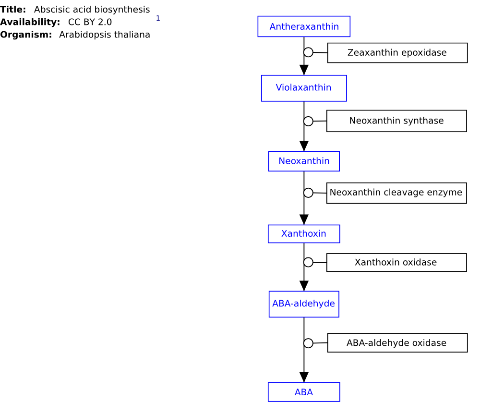 Title: Abscisic acid biosynthesis
Availability: CC BY 2.0 1
Organism: Arabidopsis thaliana
Antheraxanthin
Zeaxanthin epoxidase
Violaxanthin
Neoxanthin synthase
Neoxanthin
Neoxanthin cleavage enzyme
Xanthoxin
Xanthoxin oxidase
ABA-aldehyde
ABA-aldehyde oxidase
ABA